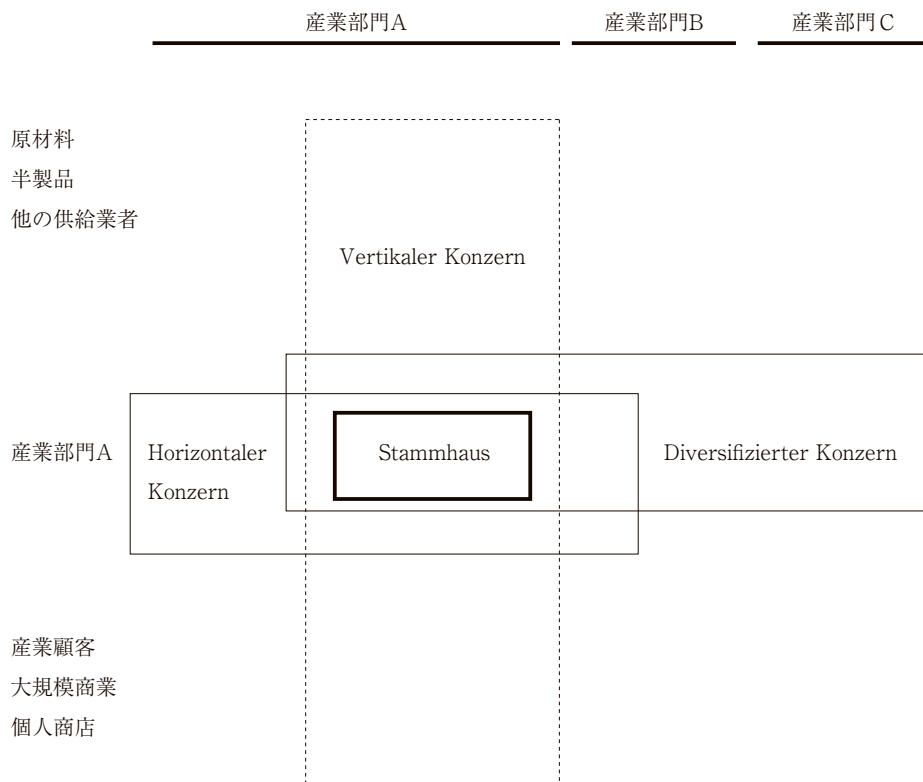 産業部門A 産業部門B 産業部門C
原材料
半製品
他の供給業者
Vertikaler Konzern
産業部門A Horizontaler Stammhaus Diversifizierter Konzern
Konzern
産業顧客
大規模商業
個人商店